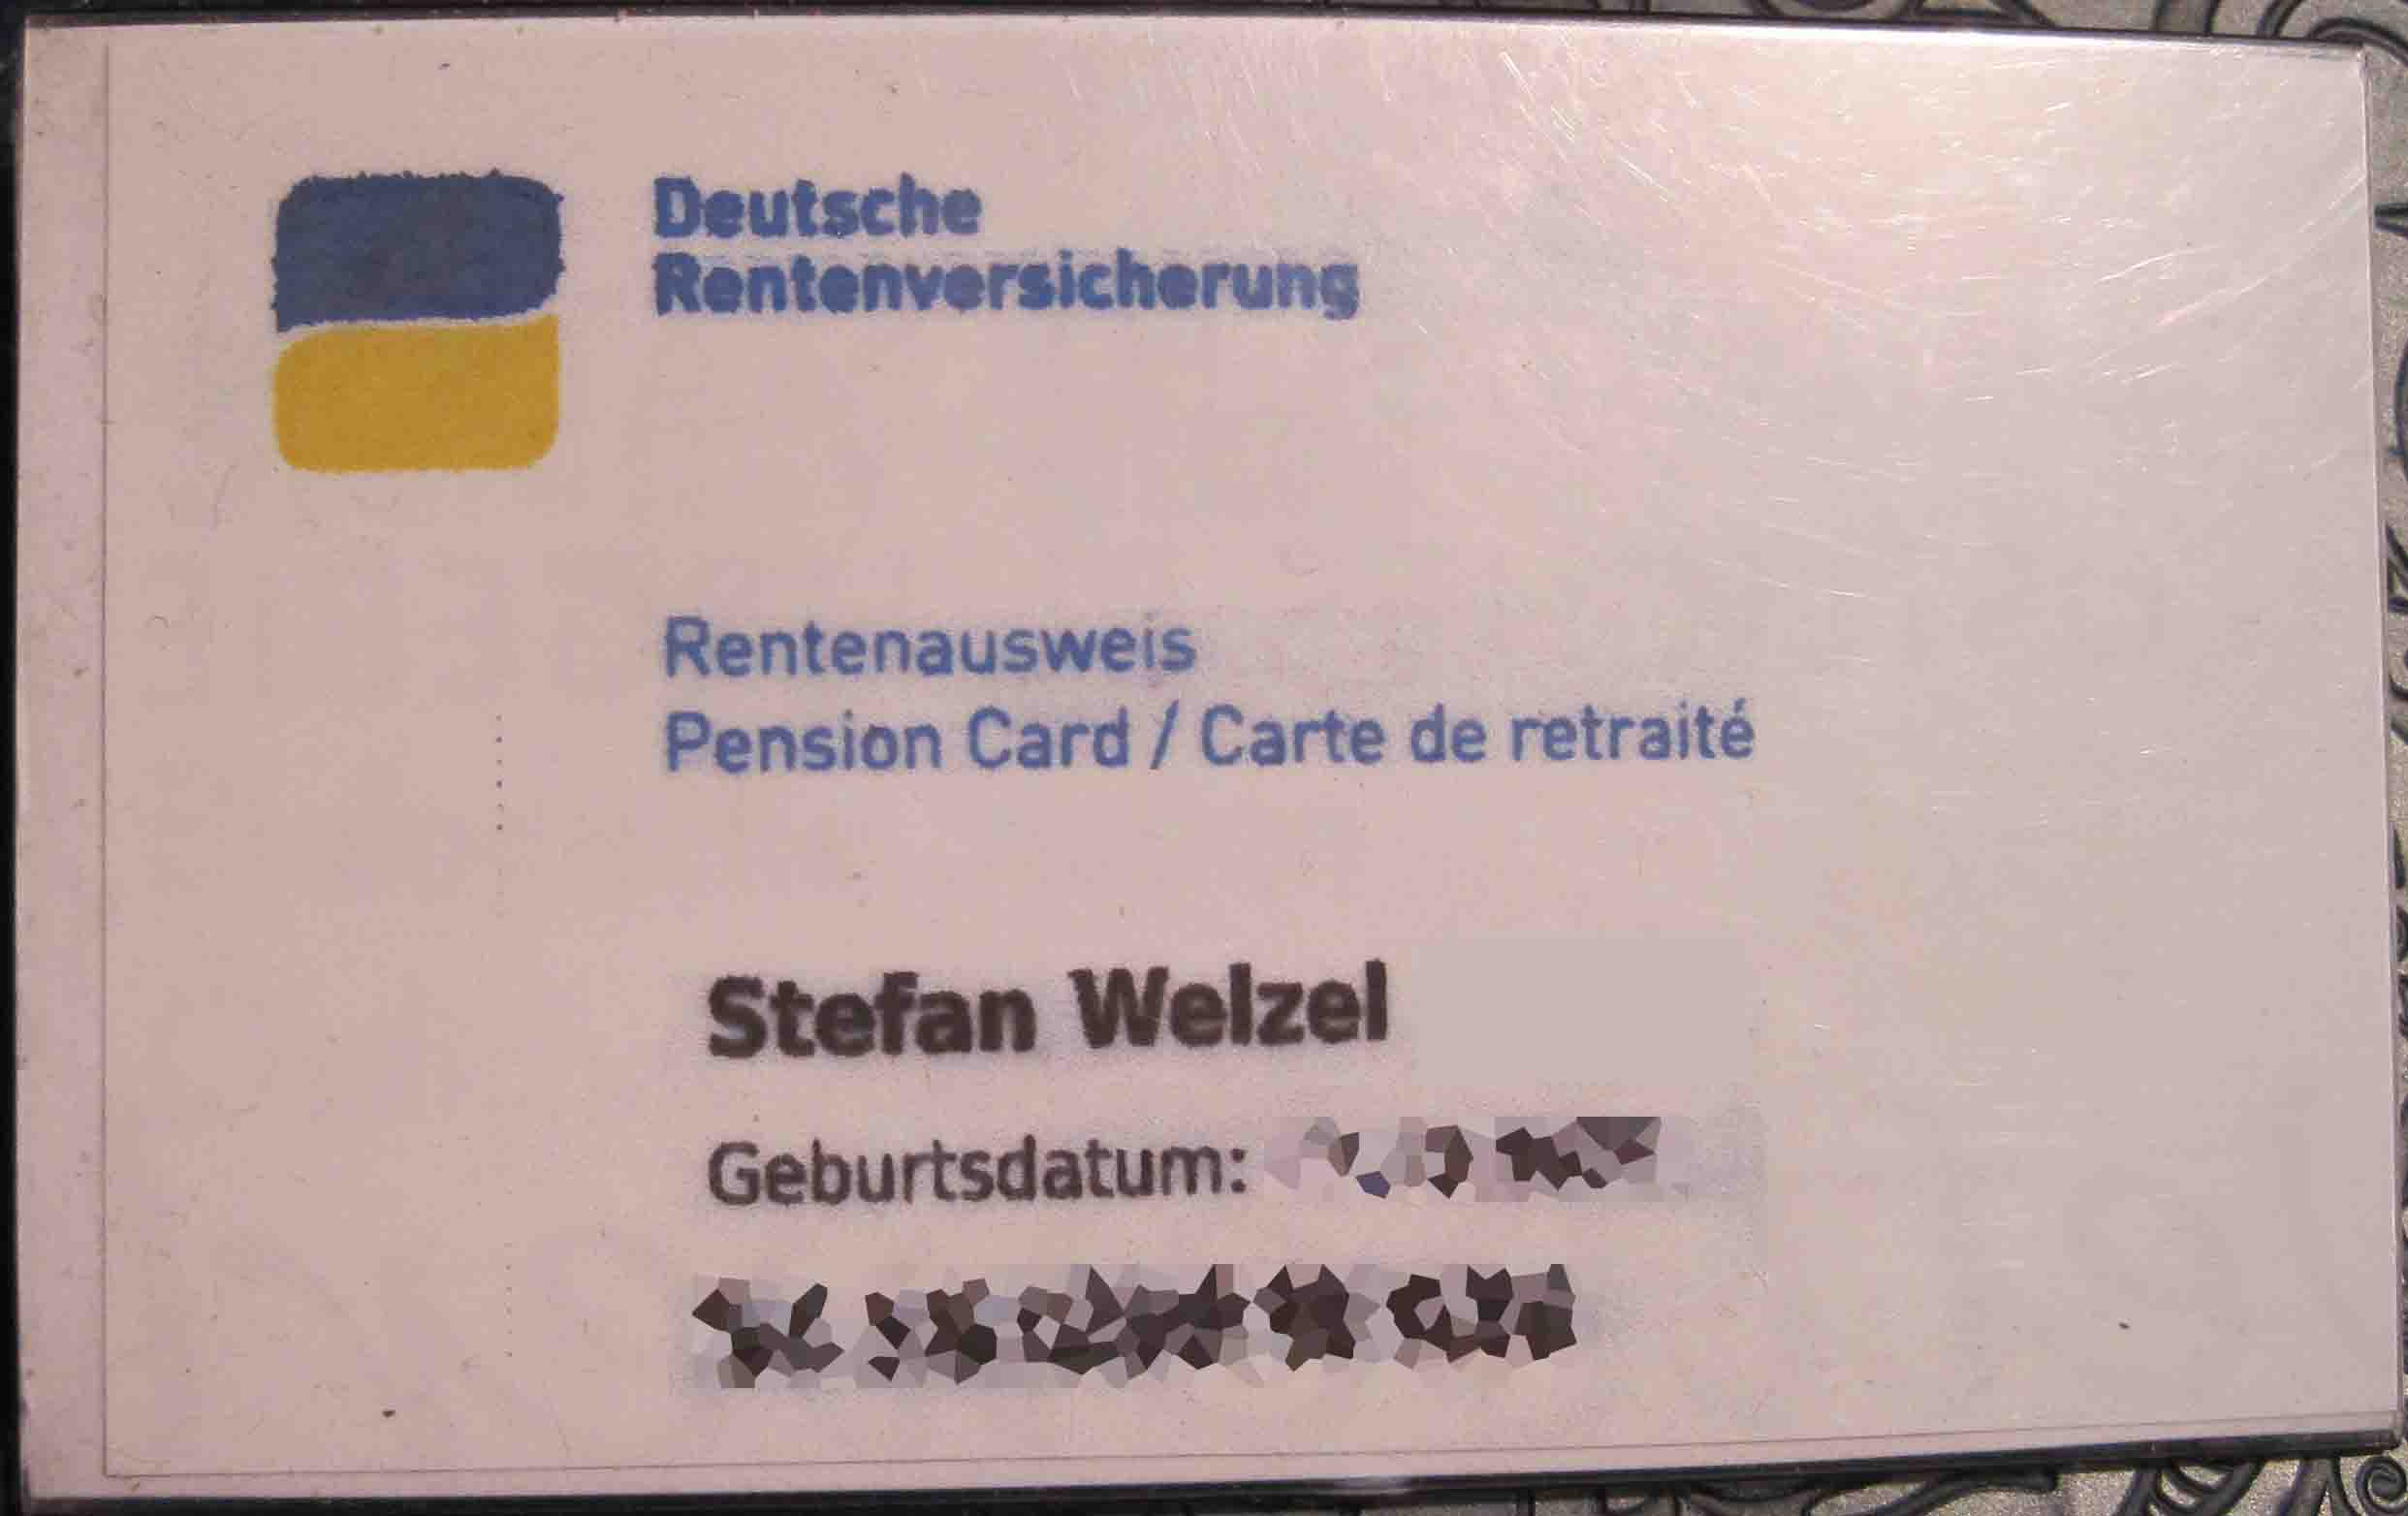 Deutsche
Rentenversicherung
Rentenausweis
Pension Card / Carte de retraité
Stefan Welzel
Geburtsdatum: